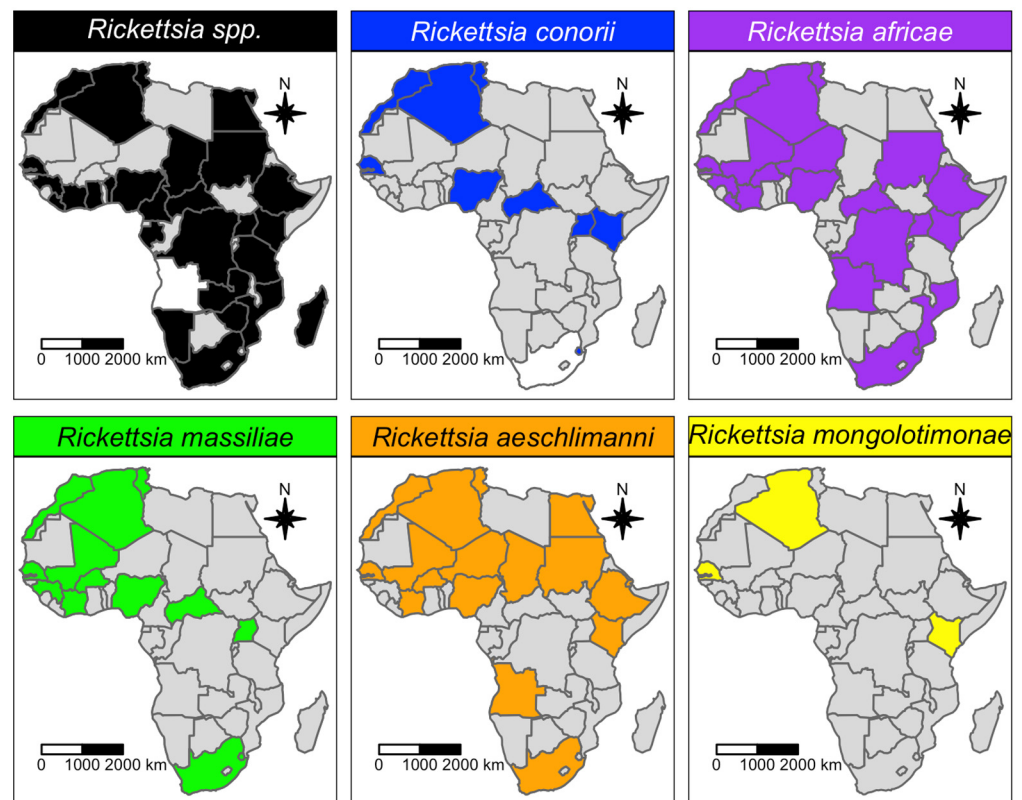 Rickettsia spp.
Rickettsia conorii
Rickettsia africae
N
N
N
0 1000 2000 km
0 1000 2000 km
0 1000 2000 km
Rickettsia massiliae
Rickettsia aeschlimanni
Rickettsia mongolotimonae
N
N
N
0 1000 2000 km
0 1000 2000 km
0 1000 2000 km